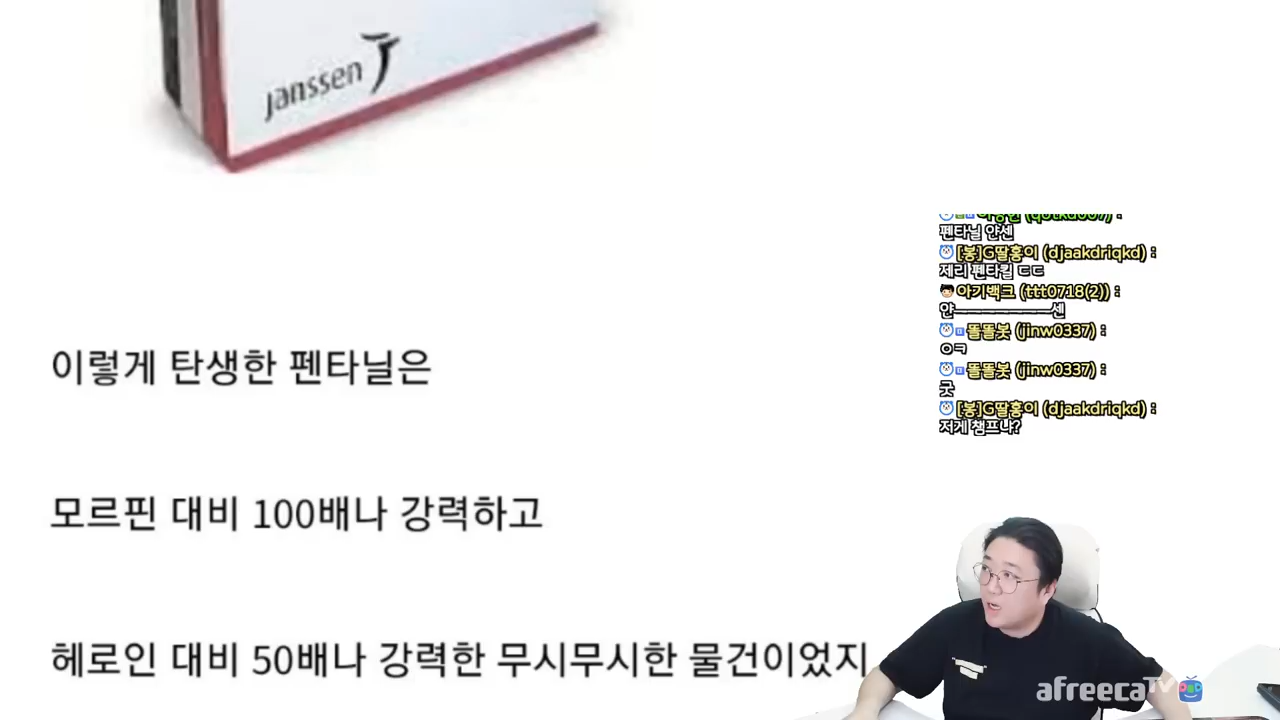 janssen
펜타닐 얀센
[봉]G딸홍이 (djaakdriqkd) :
제리 펜타킬 ㄷㄷ
아기백크 (ttt0718(2)) :
얀─────────센
똘똘봇 (jinw0337) :
ㅇㅋ
똘똘봇 (jinw0337) :
굿
[봉]G딸홍이 (djaakdriqkd) :
저게 챔프냐?
이렇게 탄생한 펜타닐은
모르핀 대비 100배나 강력하고
헤로인 대비 50배나 강력한 무시무시한 물건이었지
afreecaTV